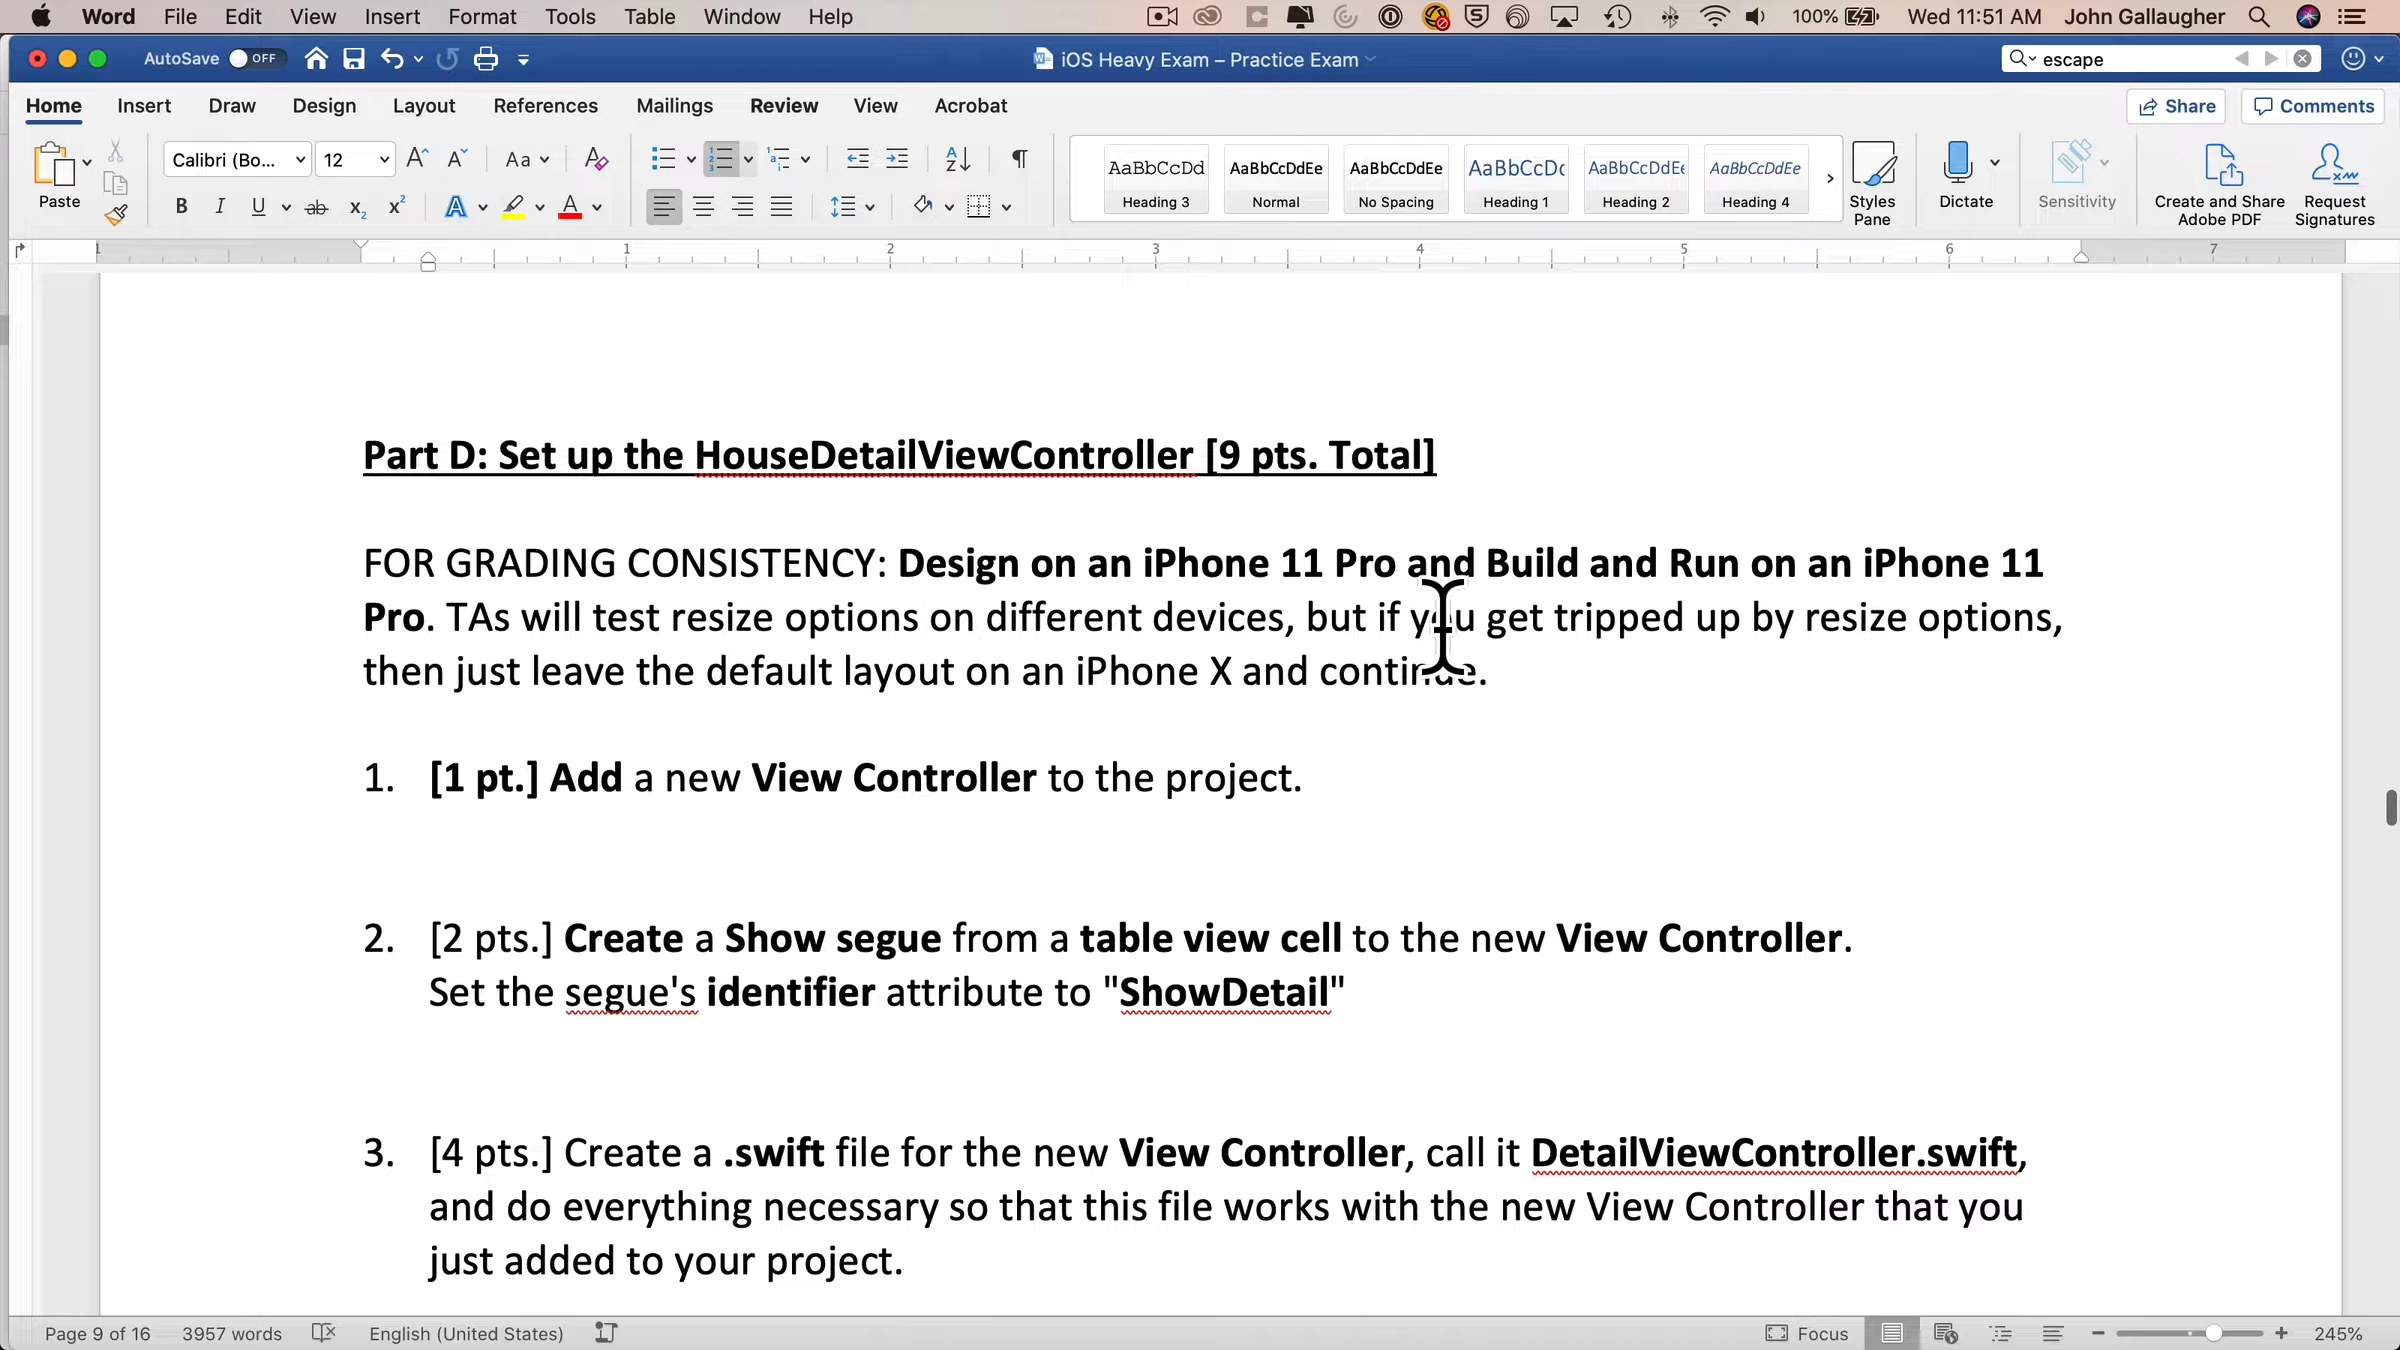 Word File Edit View Insert Format Tools Table Window Help 100% Wed 11:51 AM John Gallaugher
AutoSave OFF iOS Heavy Exam – Practice Exam escape
Home Insert Draw Design Layout References Mailings Review View Acrobat Share Comments
Paste Calibri (Bo... 12 Aa
AaBbCcDd AaBbCcDdEe AaBbCcDdEe AaBbCcDc AaBbCcDdEe AaBbCcDdEe
Heading 3 Normal No Spacing Heading 1 Heading 2 Heading 4
Styles Pane
Dictate
Sensitivity
Create and Share Adobe PDF
Request Signatures
1 1 2 3 4 5 6 7
Part D: Set up the HouseDetailViewController [9 pts. Total]
FOR GRADING CONSISTENCY: Design on an iPhone 11 Pro and Build and Run on an iPhone 11
Pro. TAs will test resize options on different devices, but if you get tripped up by resize options,
then just leave the default layout on an iPhone X and continue.
1. [1 pt.] Add a new View Controller to the project.
2. [2 pts.] Create a Show segue from a table view cell to the new View Controller.
Set the segue's identifier attribute to "ShowDetail"
3. [4 pts.] Create a .swift file for the new View Controller, call it DetailViewController.swift,
and do everything necessary so that this file works with the new View Controller that you
just added to your project.
Page 9 of 16 3957 words English (United States) Focus 245%